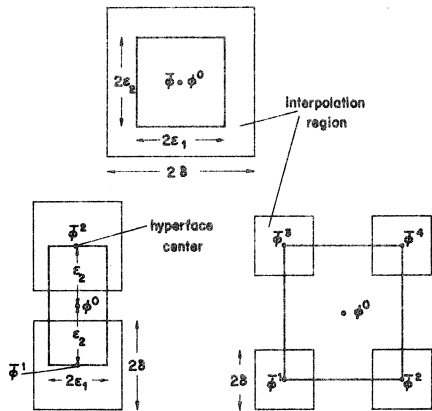 2ε₂
φ̄ φ⁰
interpolation
region
2ε₁
2δ
φ̄²
hyperface
center
ε₂
φ⁰
ε₂
φ̄¹
2ε₁
2δ
φ̄³
φ̄⁴
φ⁰
2δ
φ̄¹
φ̄²